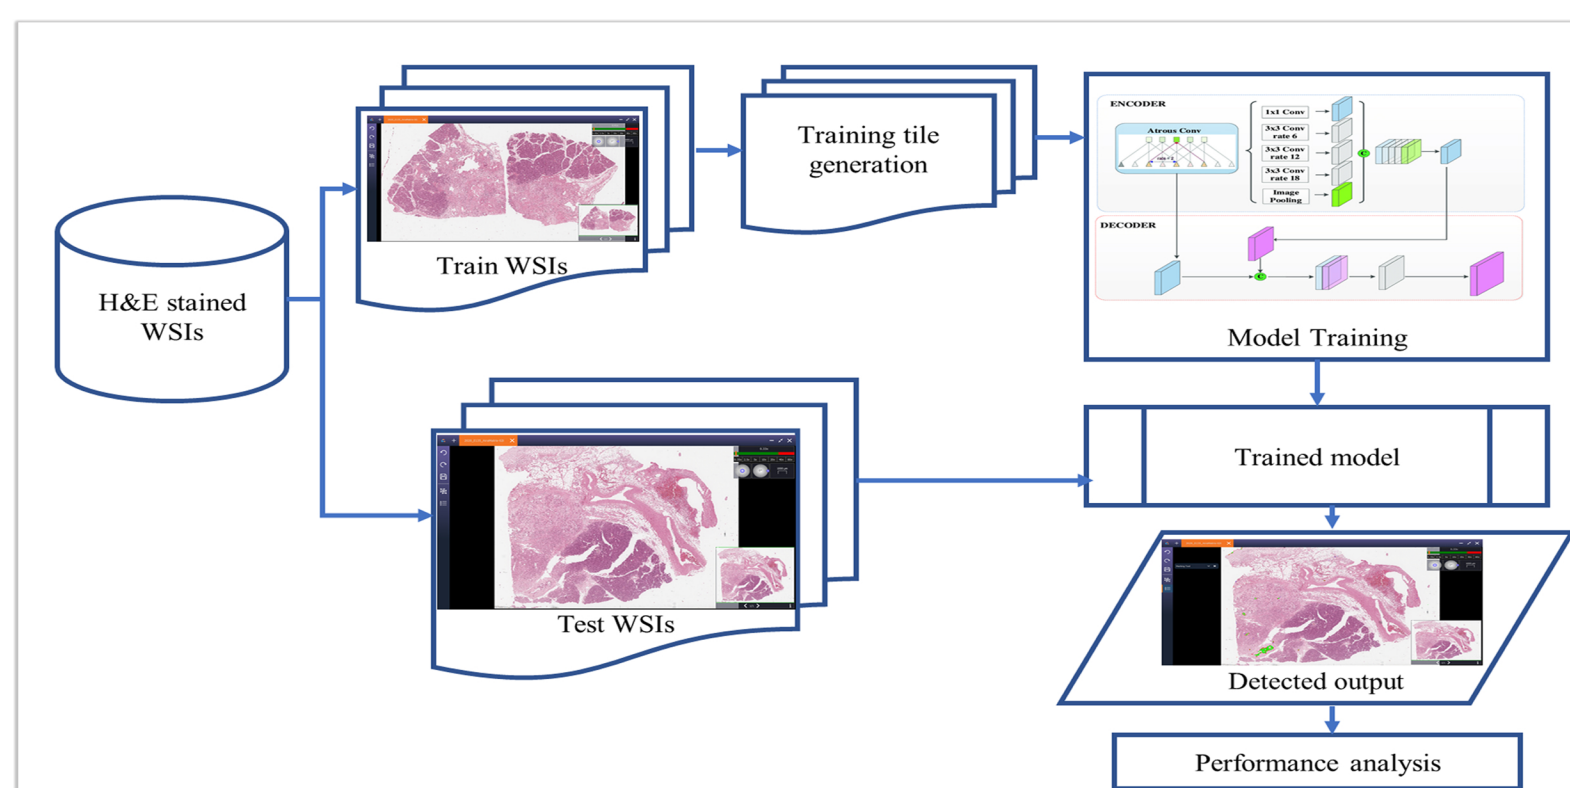 H&E stained
WSIs
Train WSIs
Training tile
generation
ENCODER
Atrous Conv
1x1 Conv
3x3 Conv
rate 6
3x3 Conv
rate 12
3x3 Conv
rate 18
Image
Pooling
C
DECODER
C
Model Training
Test WSIs
Trained model
Detected output
Performance analysis